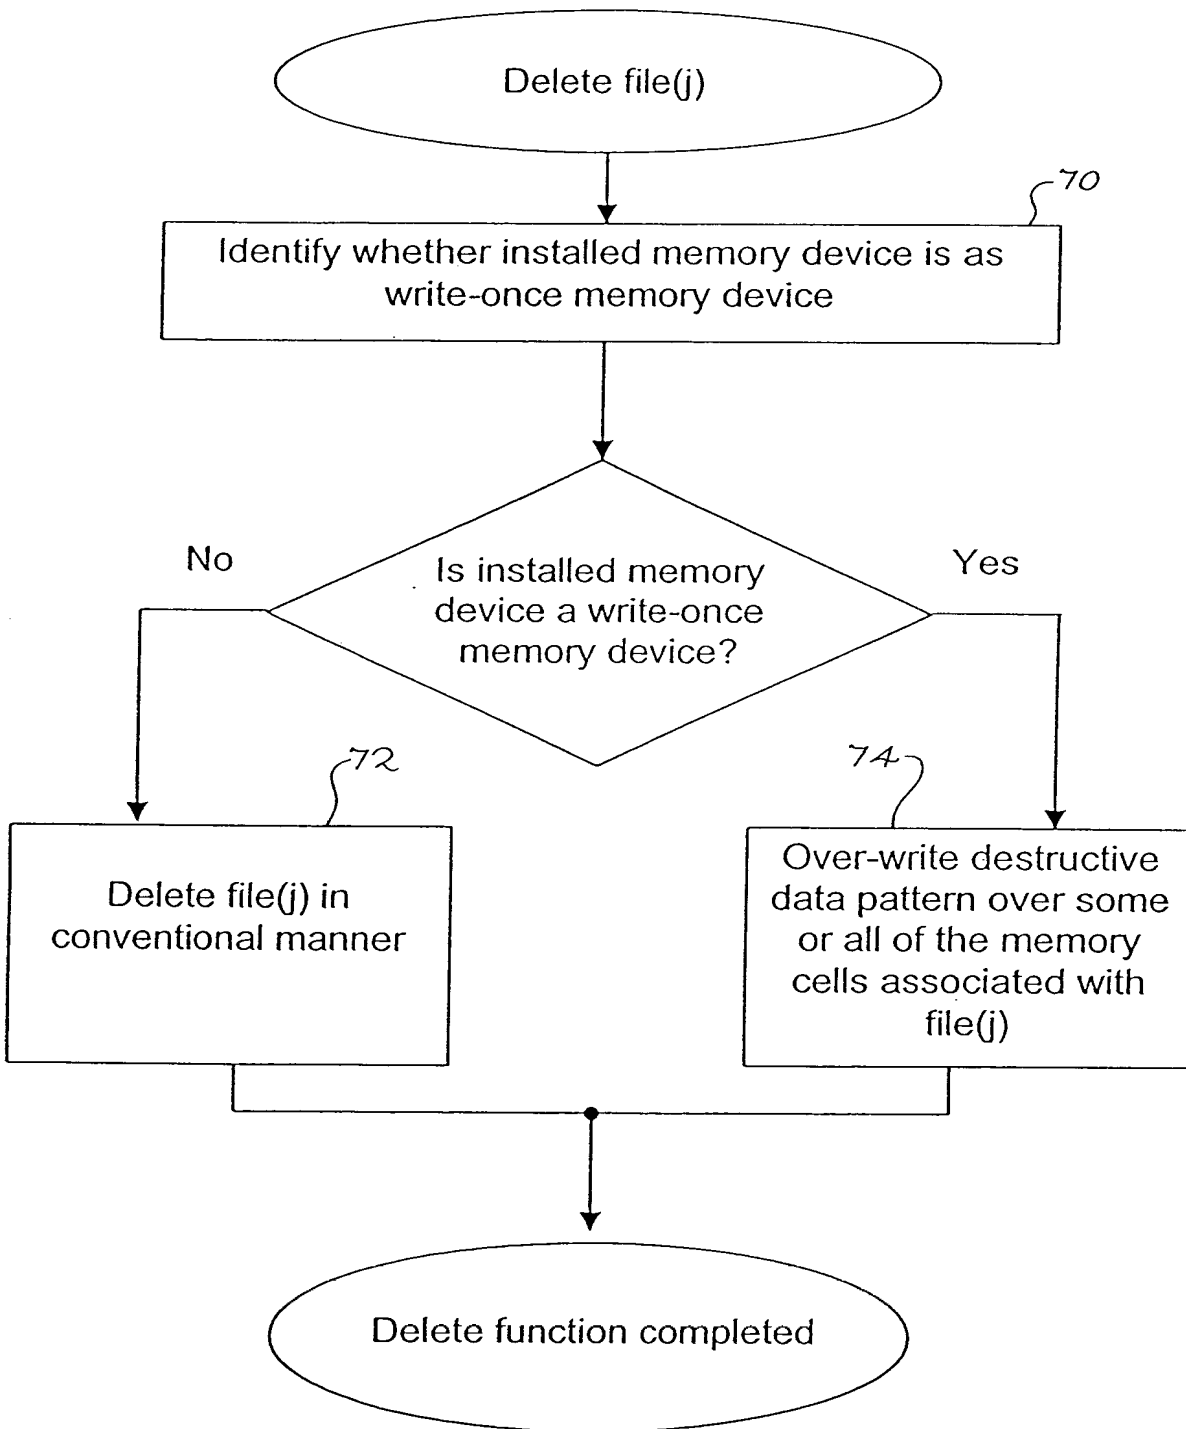 Delete file(j)
70
Identify whether installed memory device is as
write-once memory device
No
Yes
Is installed memory
device a write-once
memory device?
72
74
Delete file(j) in
conventional manner
Over-write destructive
data pattern over some
or all of the memory
cells associated with
file(j)
Delete function completed